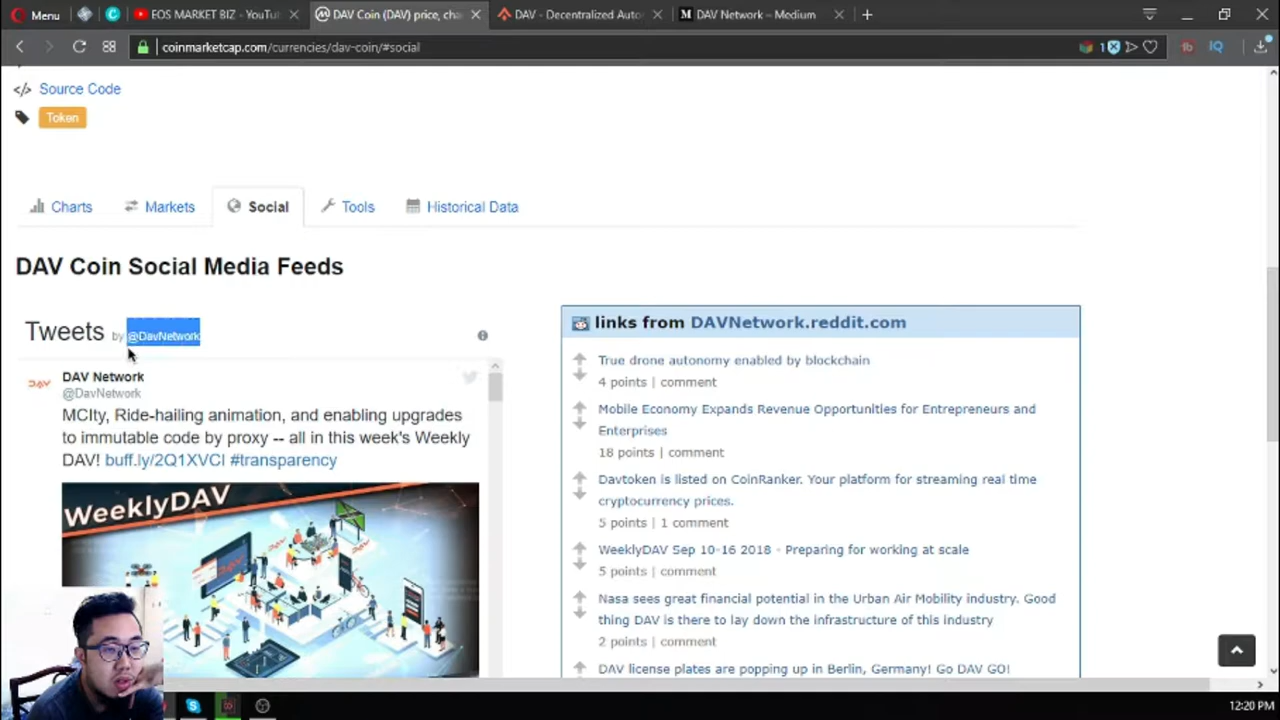 Menu
EOS MARKET BIZ - YouTu
DAV Coin (DAV) price, cha
DAV - Decentralized Auto
DAV Network – Medium
coinmarketcap.com/currencies/dav-coin/#social
1
Source Code
Token
Charts
Markets
Social
Tools
Historical Data
DAV Coin Social Media Feeds
Tweets by @DavNetwork
DAV Network
@DavNetwork
MCIty, Ride-hailing animation, and enabling upgrades
to immutable code by proxy -- all in this week's Weekly
DAV! buff.ly/2Q1XVCI #transparency
WeeklyDAV
links from DAVNetwork.reddit.com
True drone autonomy enabled by blockchain
4 points | comment
Mobile Economy Expands Revenue Opportunities for Entrepreneurs and
Enterprises
18 points | comment
Davtoken is listed on CoinRanker. Your platform for streaming real time
cryptocurrency prices.
5 points | 1 comment
WeeklyDAV Sep 10-16 2018 - Preparing for working at scale
5 points | comment
Nasa sees great financial potential in the Urban Air Mobility industry. Good
thing DAV is there to lay down the infrastructure of this industry
2 points | comment
DAV license plates are popping up in Berlin, Germany! Go DAV GO!
12:20 PM